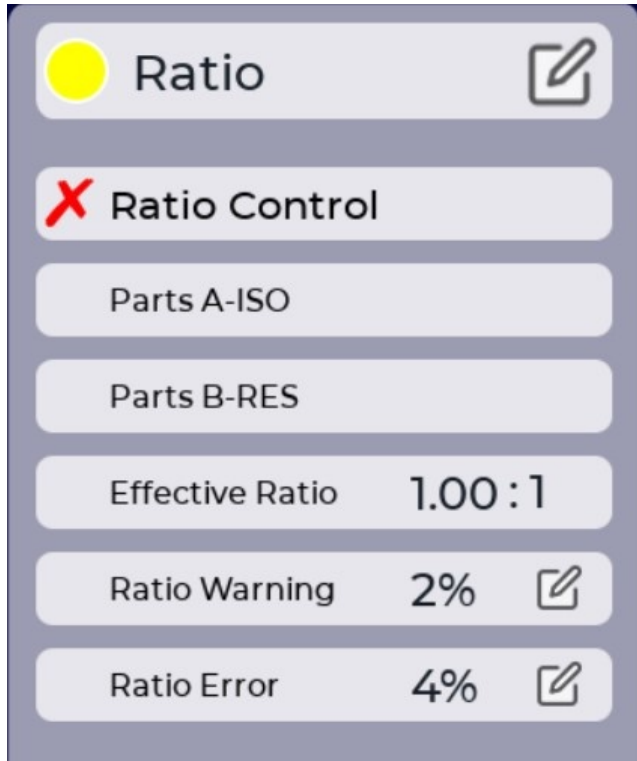 Ratio
Ratio Control
Parts A-ISO
Parts B-RES
Effective Ratio 1.00 : 1
Ratio Warning 2%
Ratio Error 4%